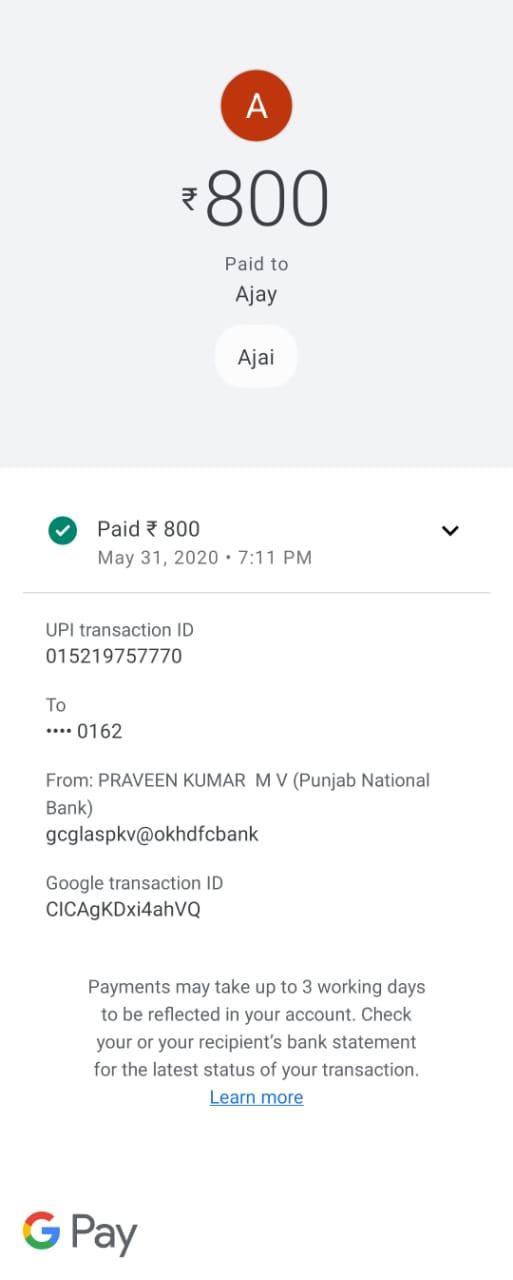 A
₹800
Paid to
Ajay
Ajai
Paid ₹ 800
May 31, 2020 • 7:11 PM
UPI transaction ID
015219757770
To
•••• 0162
From: PRAVEEN KUMAR  M V (Punjab National
Bank)
gcglaspkv@okhdfcbank
Google transaction ID
CICAgKDxi4ahVQ
Payments may take up to 3 working days
to be reflected in your account. Check
your or your recipient's bank statement
for the latest status of your transaction.
Learn more
G Pay